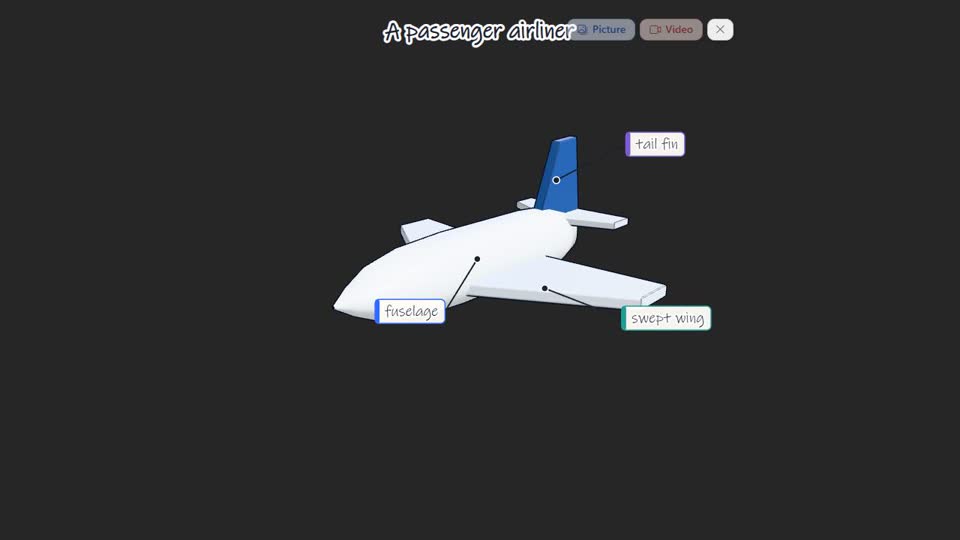 A passenger airliner
Picture
Video
tail fin
fuselage
swept wing